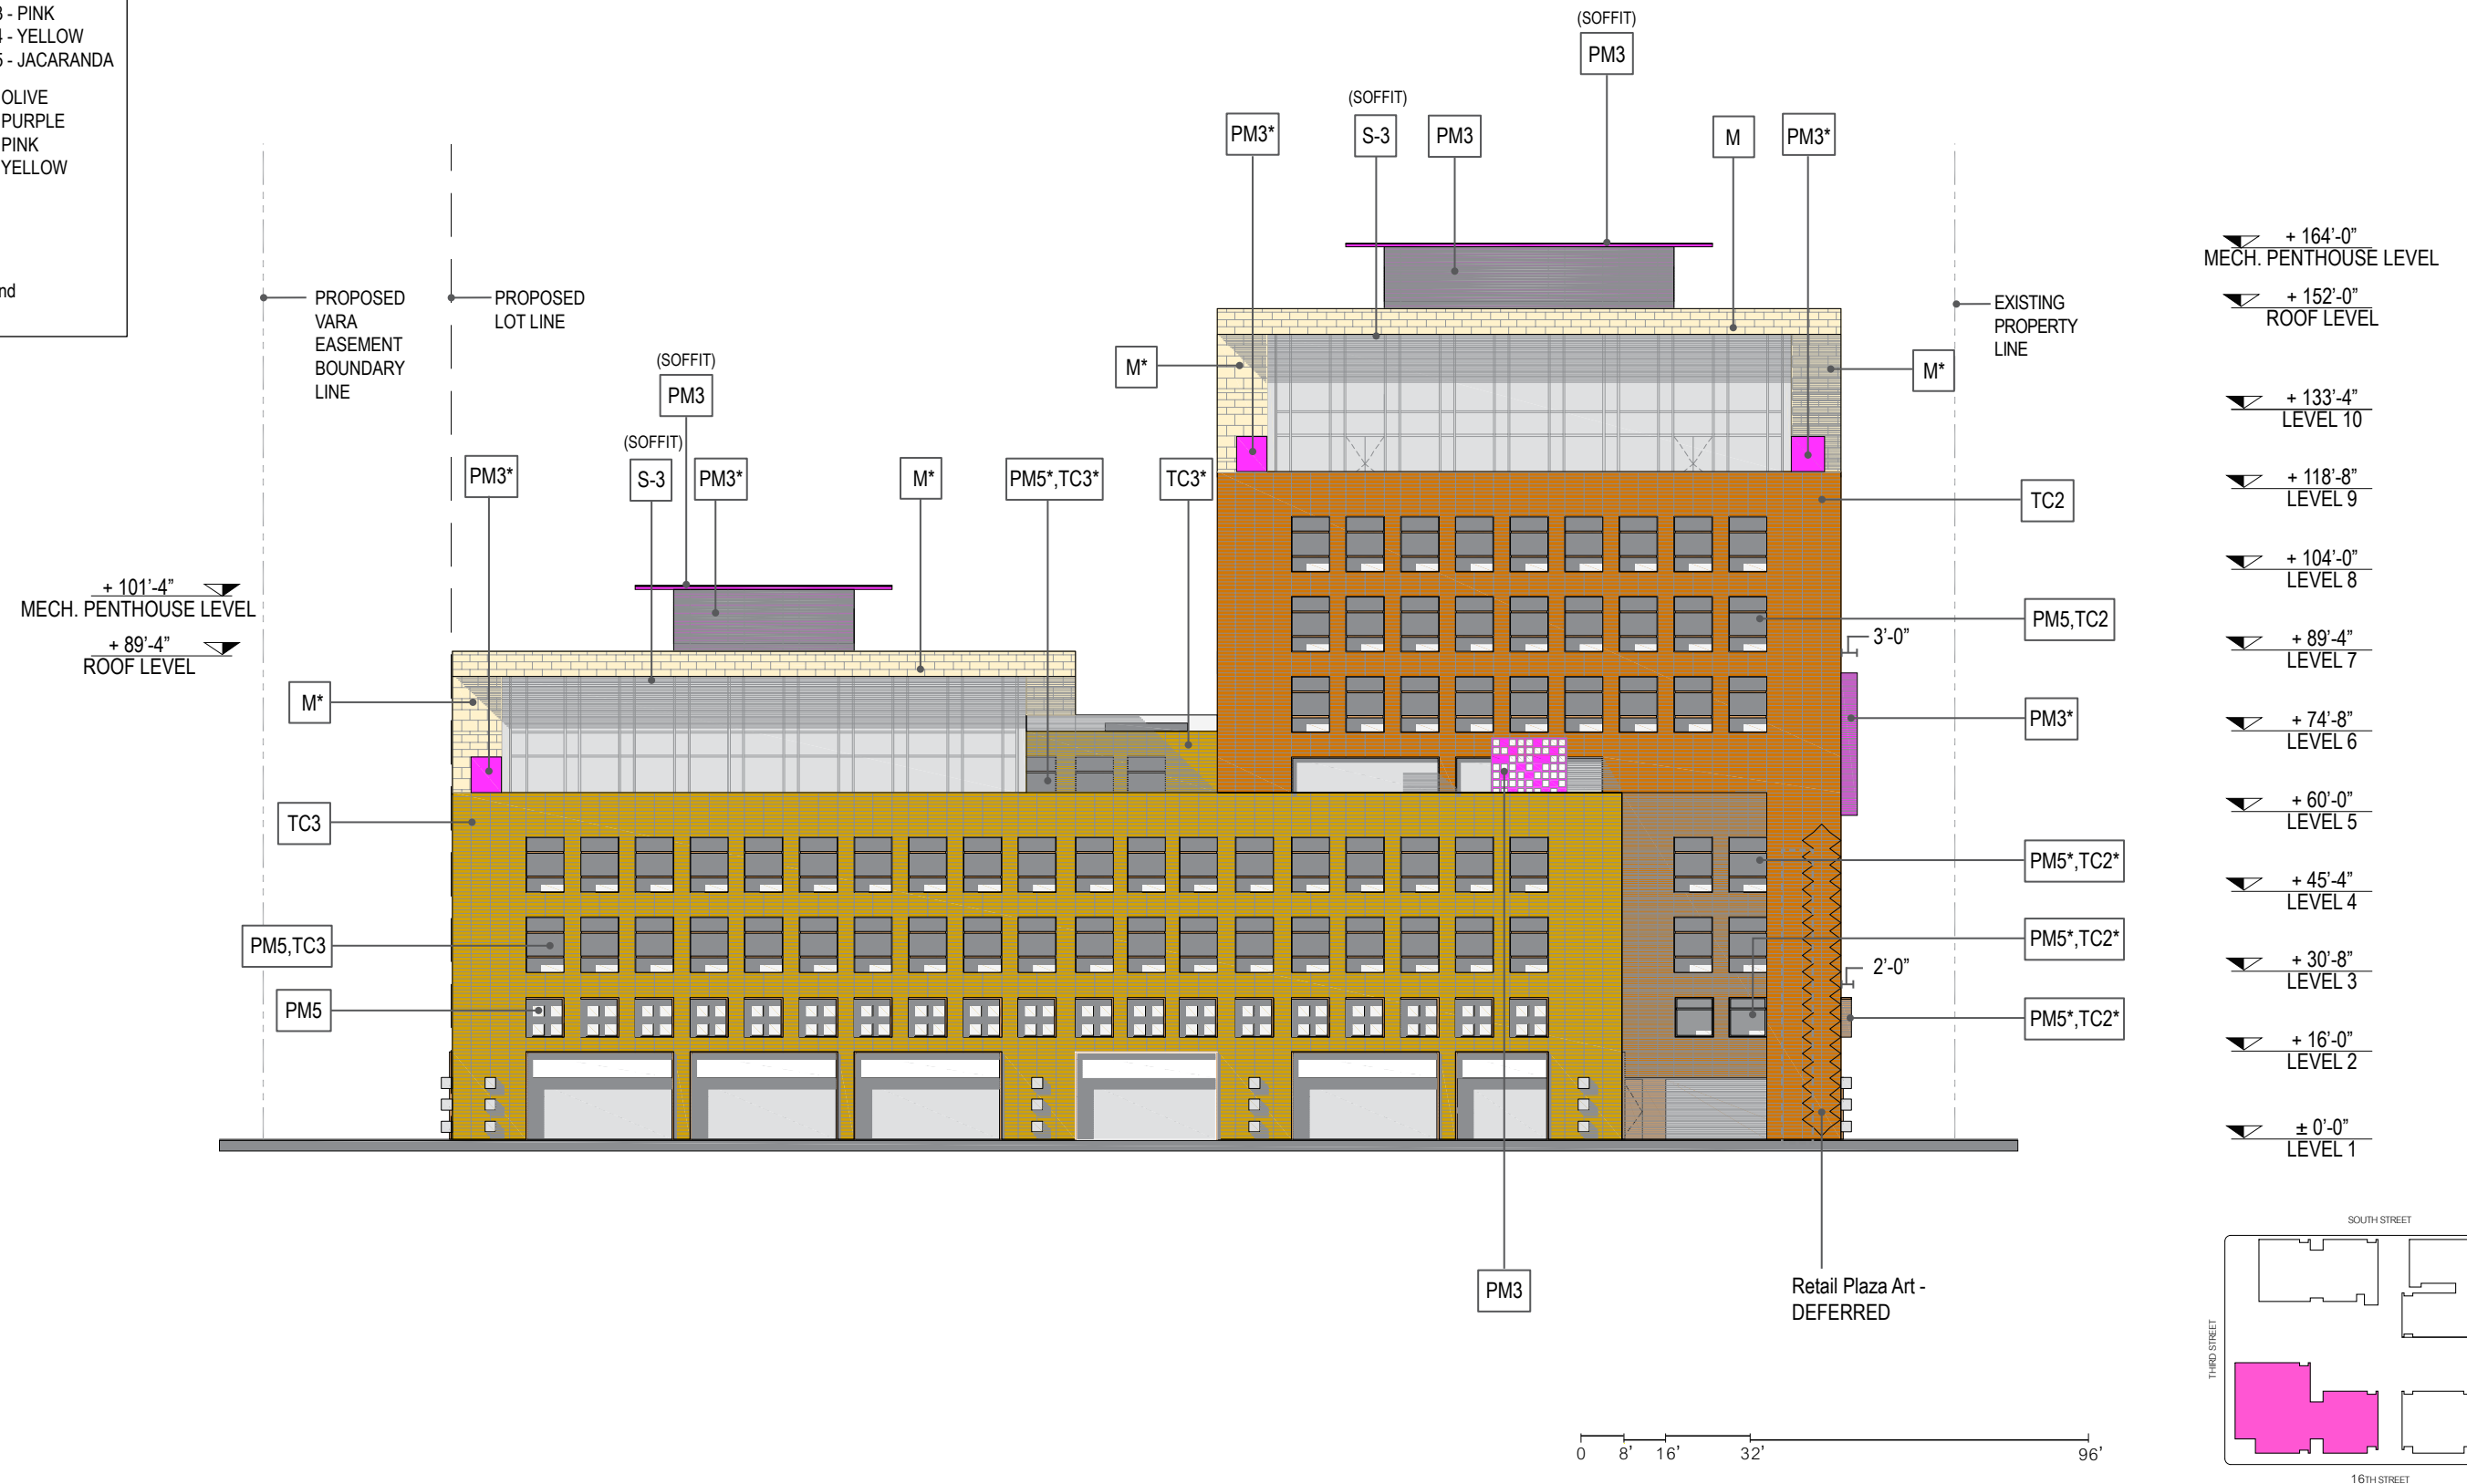 - PINK
- YELLOW
- JACARANDA
OLIVE
PURPLE
PINK
YELLOW
nd
(SOFFIT)
PM3
(SOFFIT)
PM3*
S-3
PM3
M
PM3*
PROPOSED
VARA
EASEMENT
BOUNDARY
LINE
PROPOSED
LOT LINE
EXISTING
PROPERTY
LINE
M*
M*
(SOFFIT)
PM3
(SOFFIT)
PM3*
S-3
PM3*
M*
PM5*,TC3*
TC3*
TC2
PM5,TC2
3'-0"
PM3*
M*
TC3
PM5,TC3
PM5
PM5*,TC2*
PM5*,TC2*
2'-0"
PM5*,TC2*
+ 101'-4"
MECH. PENTHOUSE LEVEL
+ 89'-4"
ROOF LEVEL
+ 164'-0"
MECH. PENTHOUSE LEVEL
+ 152'-0"
ROOF LEVEL
+ 133'-4"
LEVEL 10
+ 118'-8"
LEVEL 9
+ 104'-0"
LEVEL 8
+ 89'-4"
LEVEL 7
+ 74'-8"
LEVEL 6
+ 60'-0"
LEVEL 5
+ 45'-4"
LEVEL 4
+ 30'-8"
LEVEL 3
+ 16'-0"
LEVEL 2
± 0'-0"
LEVEL 1
PM3
Retail Plaza Art -
DEFERRED
0 8' 16' 32' 96'
SOUTH STREET
THIRD STREET
16TH STREET